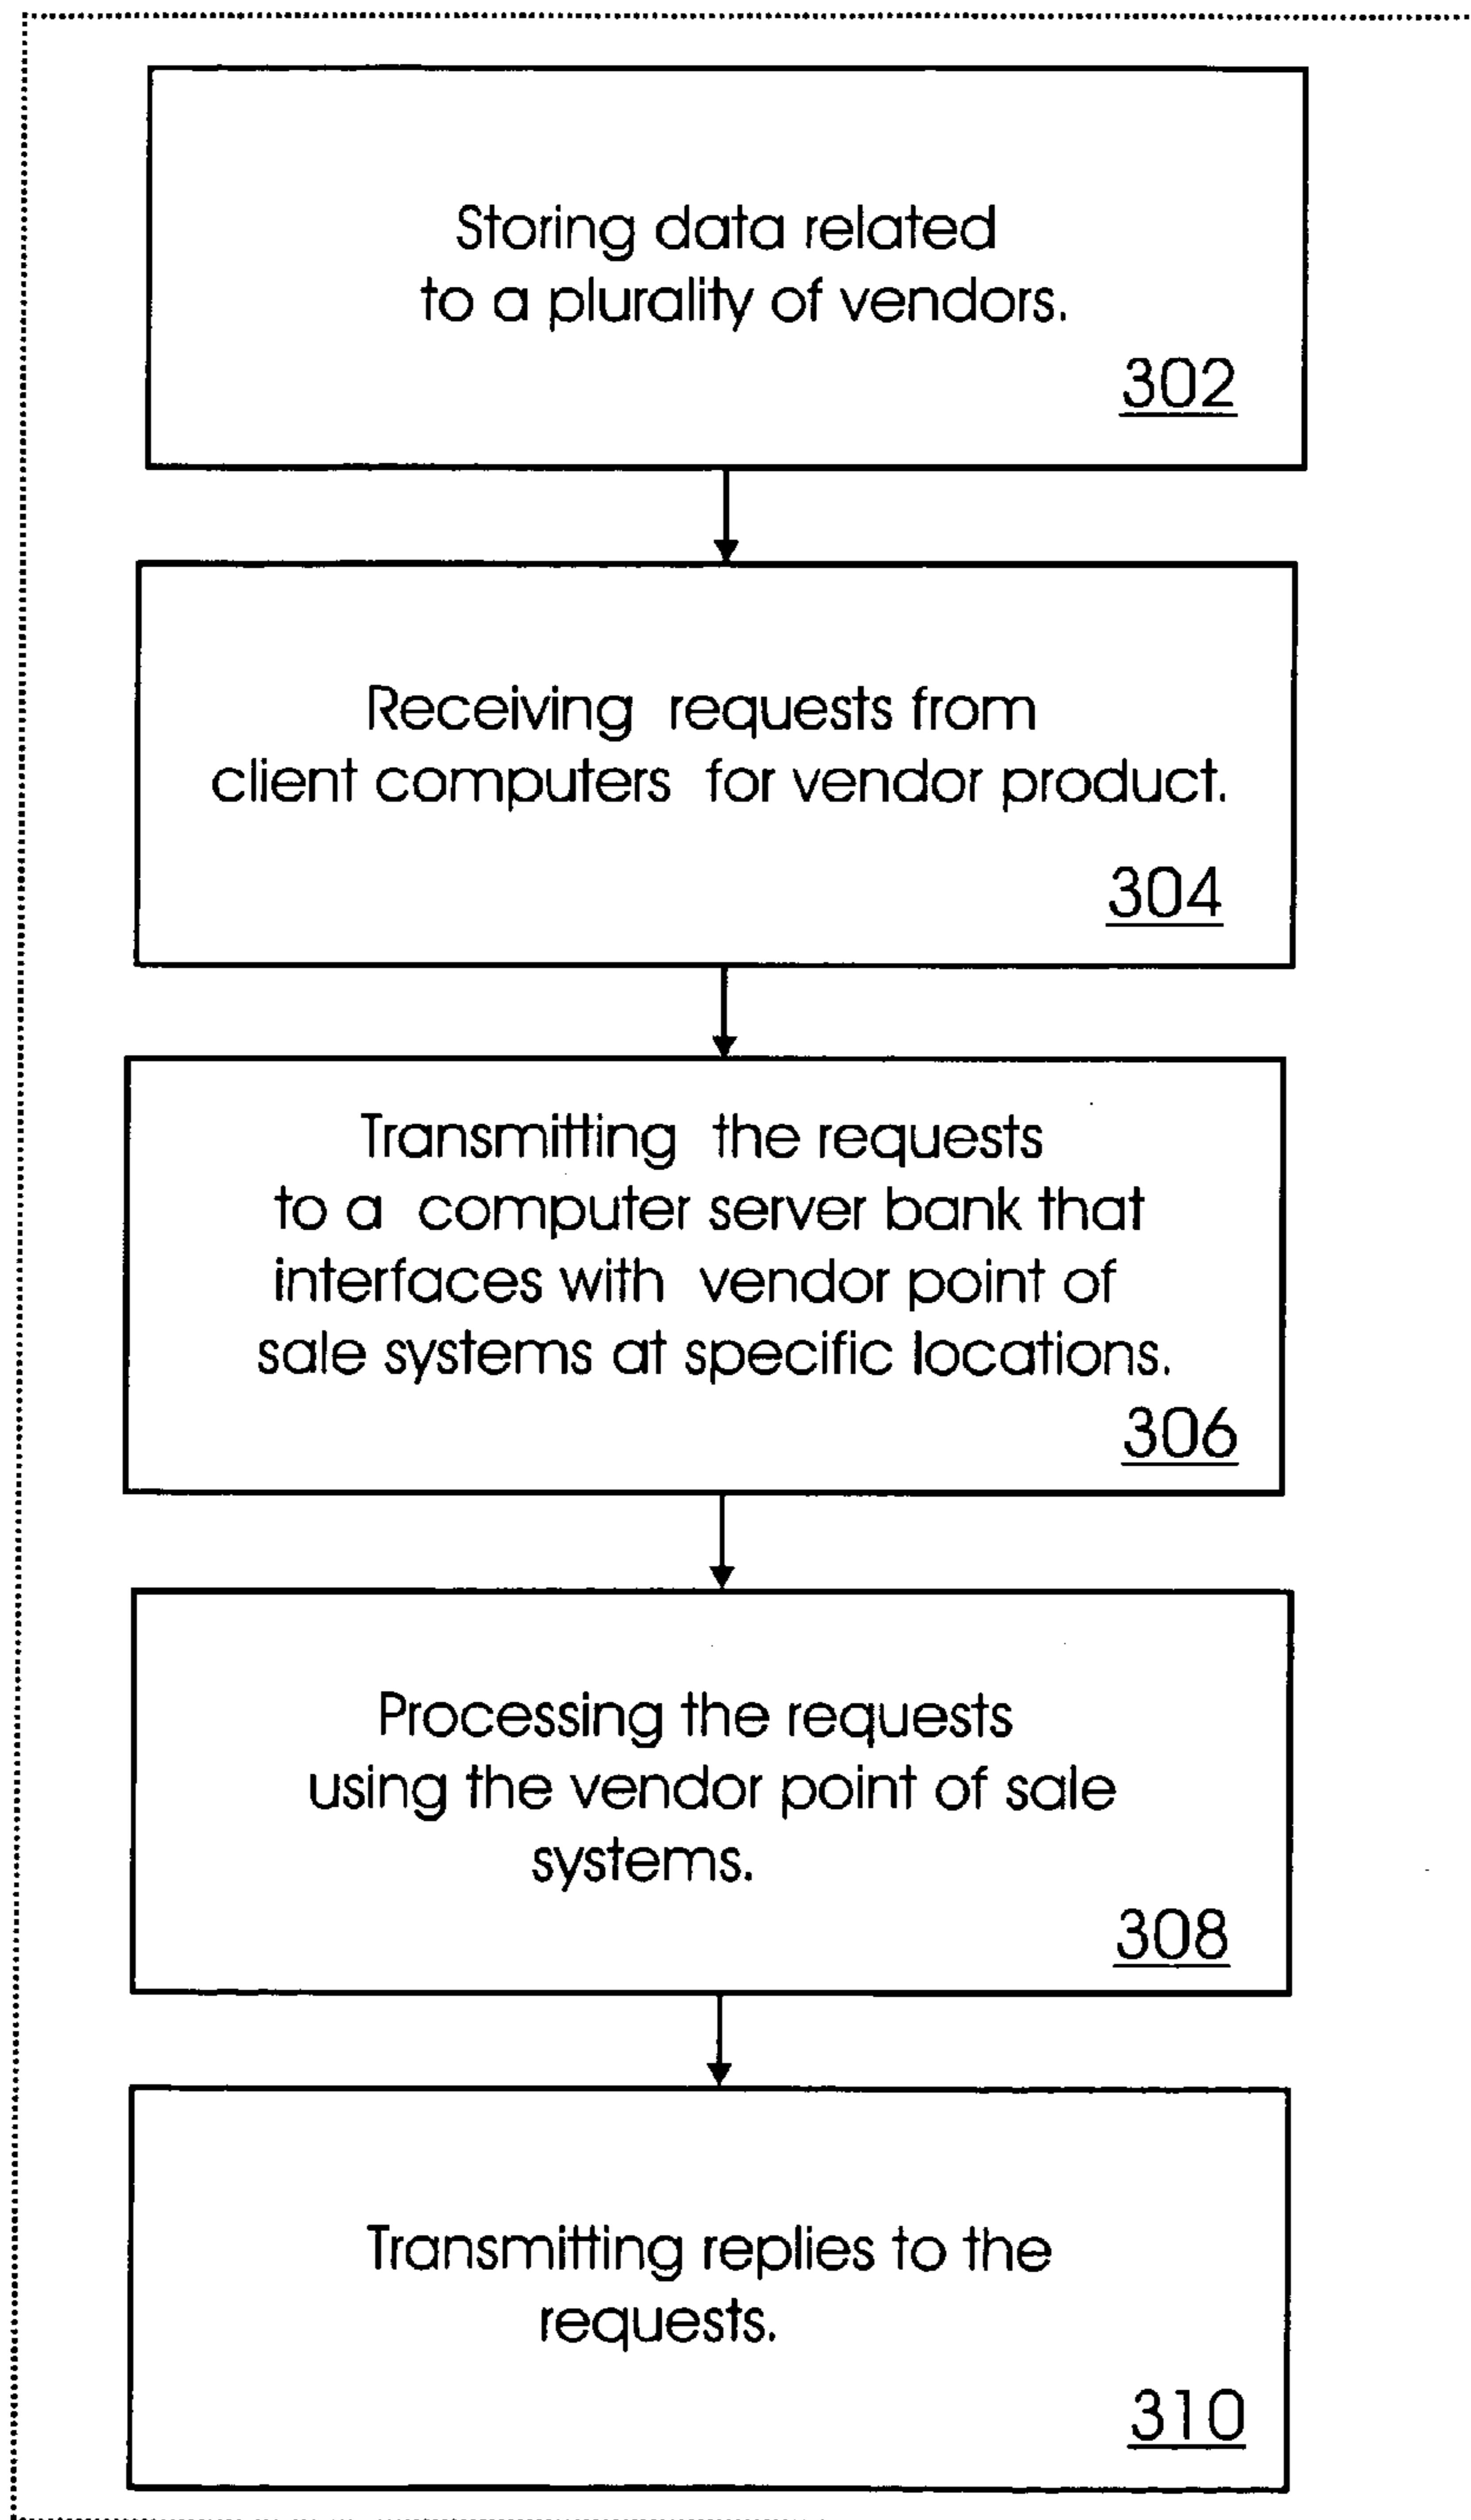 Storing data related
to a plurality of vendors.
302
Receiving requests from
client computers for vendor product.
304
Transmitting the requests
to a computer server bank that
interfaces with vendor point of
sale systems at specific locations.
306
Processing the requests
using the vendor point of sale
systems.
308
Transmitting replies to the
requests.
310